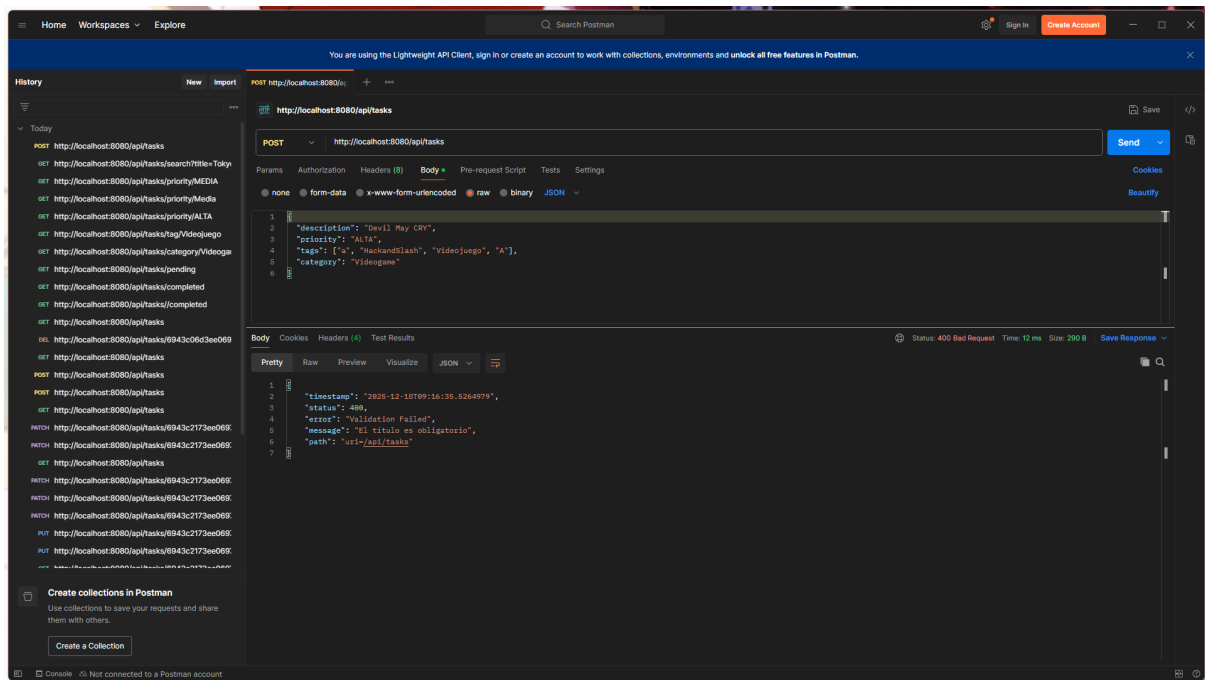 Home Workspaces Explore
Search Postman
Sign In Create Account
You are using the Lightweight API Client, sign in or create an account to work with collections, environments and unlock all free features in Postman.
History New Import
POST http://localhost:8080/ap
http://localhost:8080/api/tasks Save
POST http://localhost:8080/api/tasks Send
Params Authorization Headers (8) Body Pre-request Script Tests Settings Cookies
none form-data x-www-form-urlencoded raw binary JSON Beautify
1 {
2 "description": "Devil May CRY",
3 "priority": "ALTA",
4 "tags": ["a", "HackandSlash", "Videojuego", "A"],
5 "category": "Videogame"
6 }
Body Cookies Headers (4) Test Results Status: 400 Bad Request Time: 12 ms Size: 290 B Save Response
Pretty Raw Preview Visualize JSON
1 {
2 "timestamp": "2025-12-18T09:16:35.5264979",
3 "status": 400,
4 "error": "Validation Failed",
5 "message": "El titulo es obligatorio",
6 "path": "uri=/api/tasks"
7 }
Today
POST http://localhost:8080/api/tasks
GET http://localhost:8080/api/tasks/search?title=Toky
GET http://localhost:8080/api/tasks/priority/MEDIA
GET http://localhost:8080/api/tasks/priority/Media
GET http://localhost:8080/api/tasks/priority/ALTA
GET http://localhost:8080/api/tasks/tag/Videojuego
GET http://localhost:8080/api/tasks/category/Videoga
GET http://localhost:8080/api/tasks/pending
GET http://localhost:8080/api/tasks/completed
GET http://localhost:8080/api/tasks//completed
GET http://localhost:8080/api/tasks
DEL http://localhost:8080/api/tasks/6943c06d3ee069
GET http://localhost:8080/api/tasks
POST http://localhost:8080/api/tasks
POST http://localhost:8080/api/tasks
GET http://localhost:8080/api/tasks
PATCH http://localhost:8080/api/tasks/6943c2173ee069
PATCH http://localhost:8080/api/tasks/6943c2173ee069
GET http://localhost:8080/api/tasks
PATCH http://localhost:8080/api/tasks/6943c2173ee069
PATCH http://localhost:8080/api/tasks/6943c2173ee069
PATCH http://localhost:8080/api/tasks/6943c2173ee069
PUT http://localhost:8080/api/tasks/6943c2173ee069
PUT http://localhost:8080/api/tasks/6943c2173ee069
Create collections in Postman
Use collections to save your requests and share
them with others.
Create a Collection
Console Not connected to a Postman account